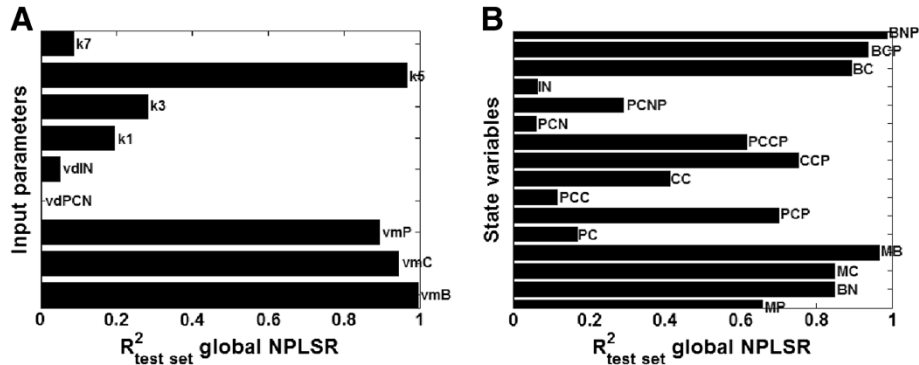 A
k7
k5
k3
k1
vdIN
vdPCN
vmP
vmC
vmB
0 0.2 0.4 0.6 0.8 1
Input parameters
R²test set global NPLSR
B
BNP
BCP
BC
IN
PCNP
PCN
PCCP
CCP
CC
PCC
PCP
PC
MB
MC
BN
MP
0 0.2 0.4 0.6 0.8 1
State variables
R²test set global NPLSR